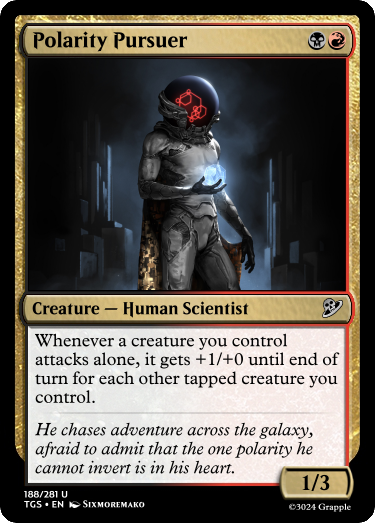 Polarity Pursuer
Creature — Human Scientist
Whenever a creature you control
attacks alone, it gets +1/+0 until end of
turn for each other tapped creature you
control.
He chases adventure across the galaxy,
afraid to admit that the one polarity he
cannot invert is in his heart.
1/3
188/281 U
TGS • EN Sixmoremako
©3024 Grapple